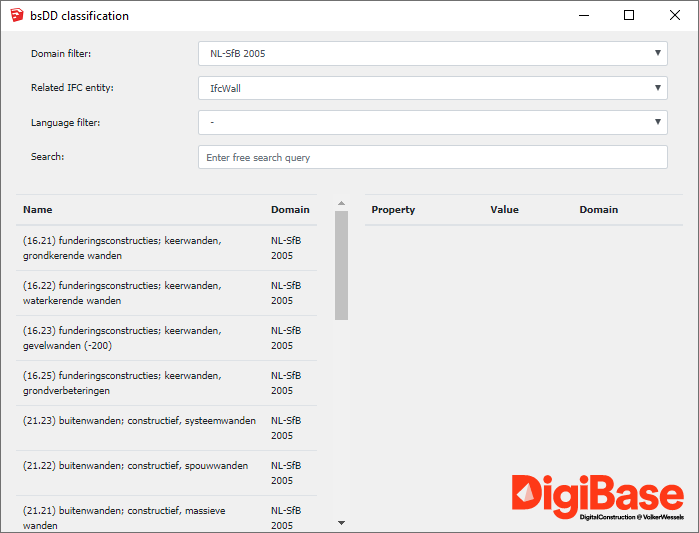 bsDD classification
Domain filter:
NL-SfB 2005
Related IFC entity:
IfcWall
Language filter:
-
Search:
Enter free search query
Name Domain
Property Value Domain
(16.21) funderingsconstructies; keerwanden, NL-SfB
grondkerende wanden 2005
(16.22) funderingsconstructies; keerwanden, NL-SfB
waterkerende wanden 2005
(16.23) funderingsconstructies; keerwanden, NL-SfB
gevelwanden (-200) 2005
(16.25) funderingsconstructies; keerwanden, NL-SfB
grondverbeteringen 2005
(21.23) buitenwanden; constructief, systeemwanden NL-SfB
2005
(21.22) buitenwanden; constructief, spouwwanden NL-SfB
2005
(21.21) buitenwanden; constructief, massieve NL-SfB
wanden 2005
DigiBase
DigitalConstruction @ VolkerWessels